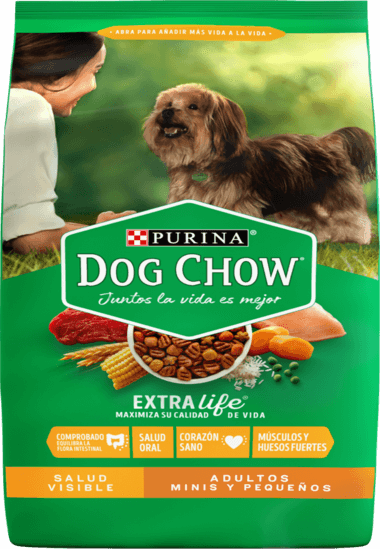 • ABRA PARA AÑADIR MÁS VIDA A LA VIDA •
PURINA®
DOG CHOW®
Juntos la vida es mejor
EXTRA life®
MAXIMIZA SU CALIDAD DE VIDA
COMPROBADO
EQUILIBRA LA
FLORA INTESTINAL
SALUD
ORAL
CORAZÓN
SANO
MÚSCULOS Y
HUESOS FUERTES
SALUD
VISIBLE
ADULTOS
MINIS Y PEQUEÑOS